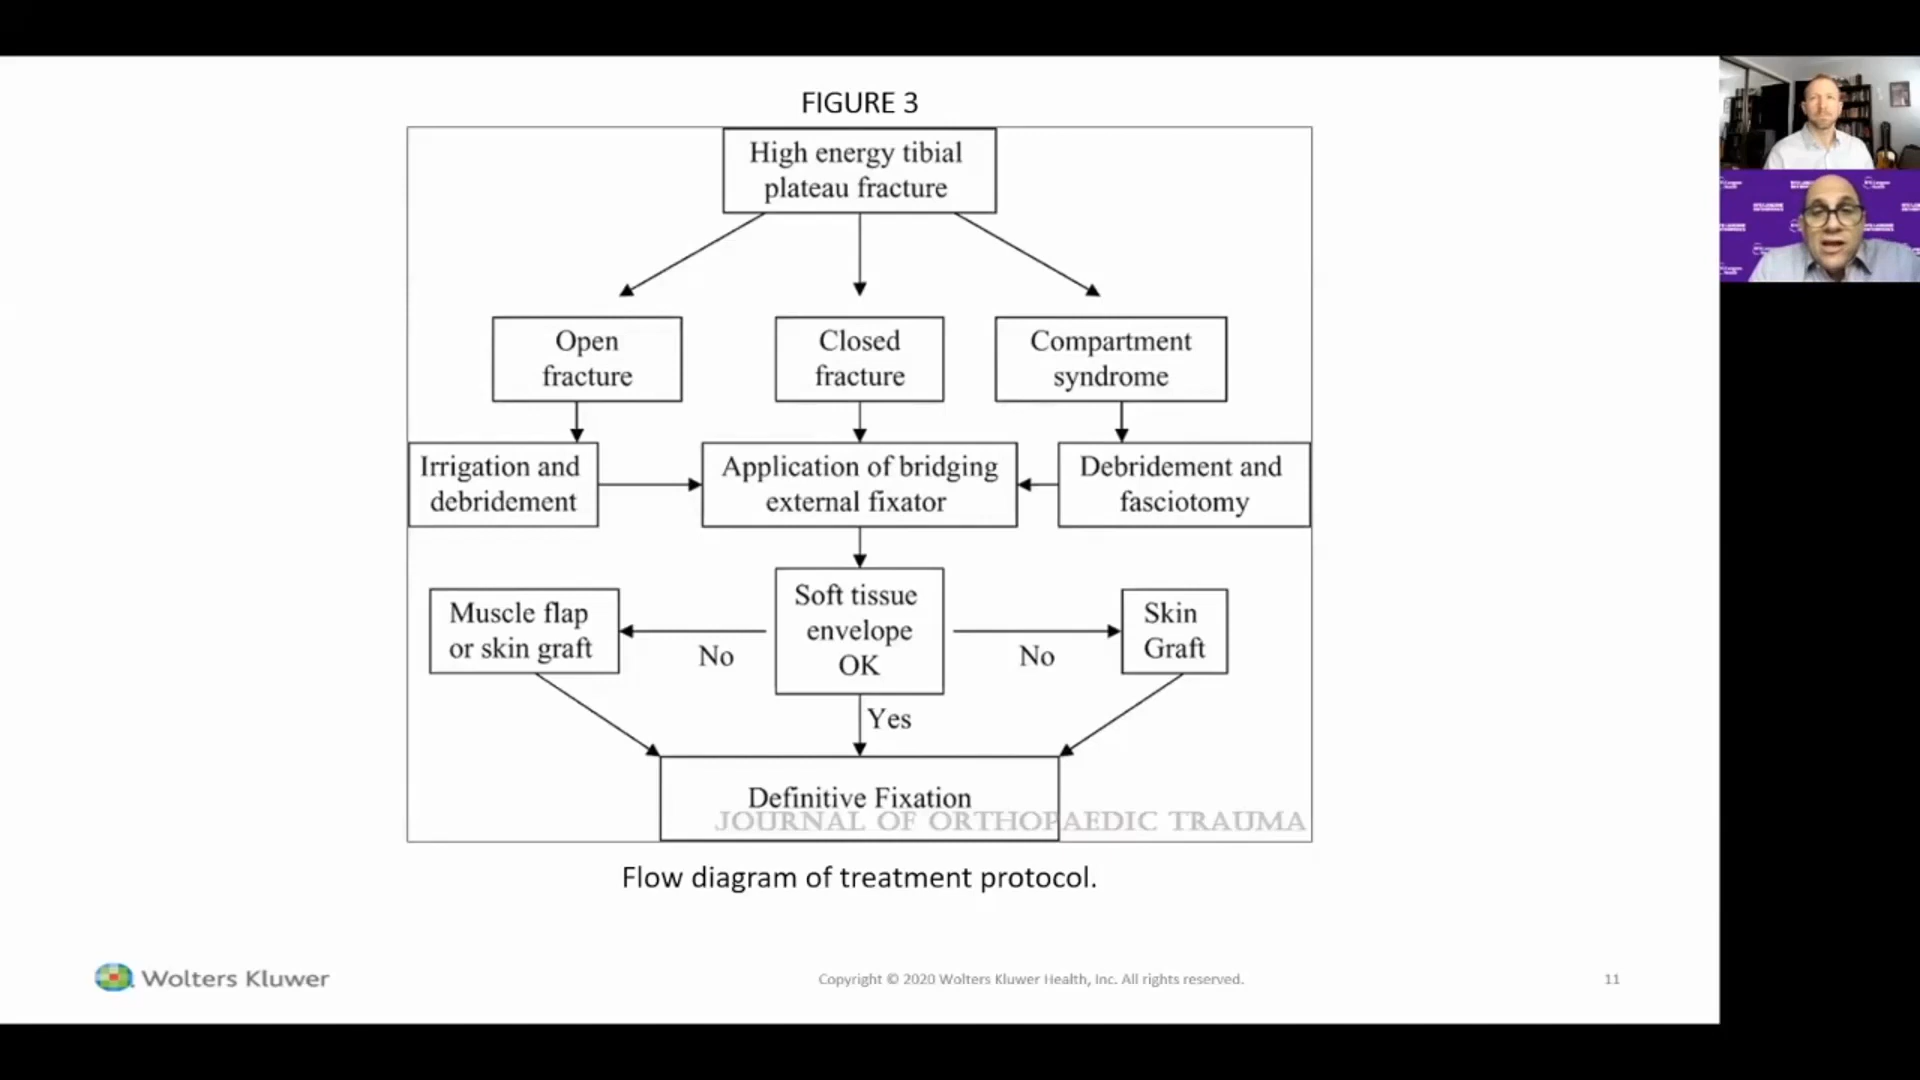 FIGURE 3
High energy tibial
plateau fracture
Open
fracture
Closed
fracture
Compartment
syndrome
Irrigation and
debridement
Application of bridging
external fixator
Debridement and
fasciotomy
Muscle flap
or skin graft
No
Soft tissue
envelope
OK
No
Skin
Graft
Yes
Definitive Fixation
JOURNAL OF ORTHOPAEDIC TRAUMA
Flow diagram of treatment protocol.
Wolters Kluwer
Copyright © 2020 Wolters Kluwer Health, Inc. All rights reserved.
11